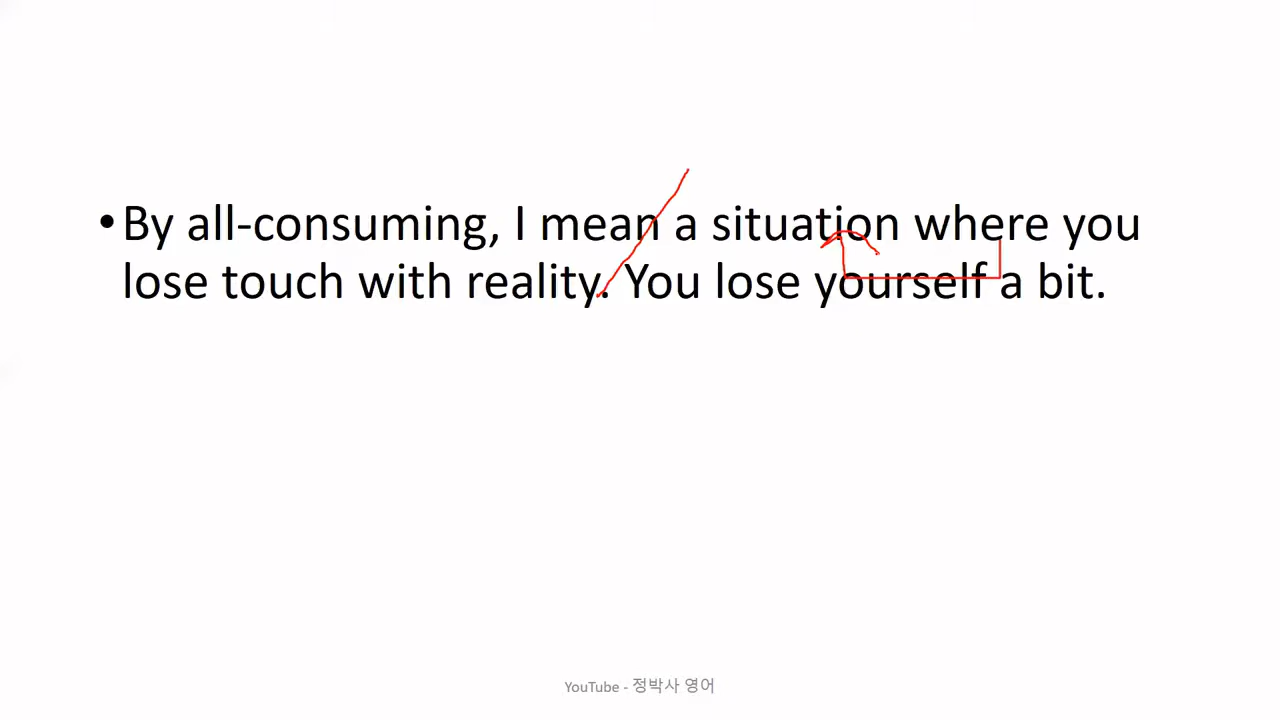 •By all-consuming, I mean a situation where you
lose touch with reality. You lose yourself a bit.
YouTube - 정박사 영어